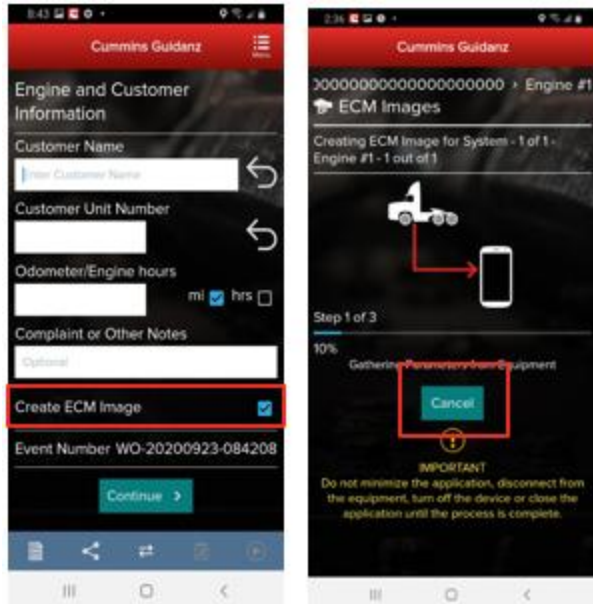 8:43
Cummins Guidanz
Menu
Engine and Customer
Information
Customer Name
Enter Customer Name
Customer Unit Number
Odometer/Engine hours
mi hrs
Complaint or Other Notes
Optional
Create ECM Image
Event Number WO-20200923-084208
Continue >
2:36
Cummins Guidanz
00000000000000000000 > Engine #1
ECM Images
Creating ECM Image for System - 1 of 1 -
Engine #1 - 1 out of 1
Step 1 of 3
10%
Gathering Parameters from Equipment
Cancel
IMPORTANT
Do not minimize the application, disconnect from
the equipment, turn off the device or close the
application until the process is complete.